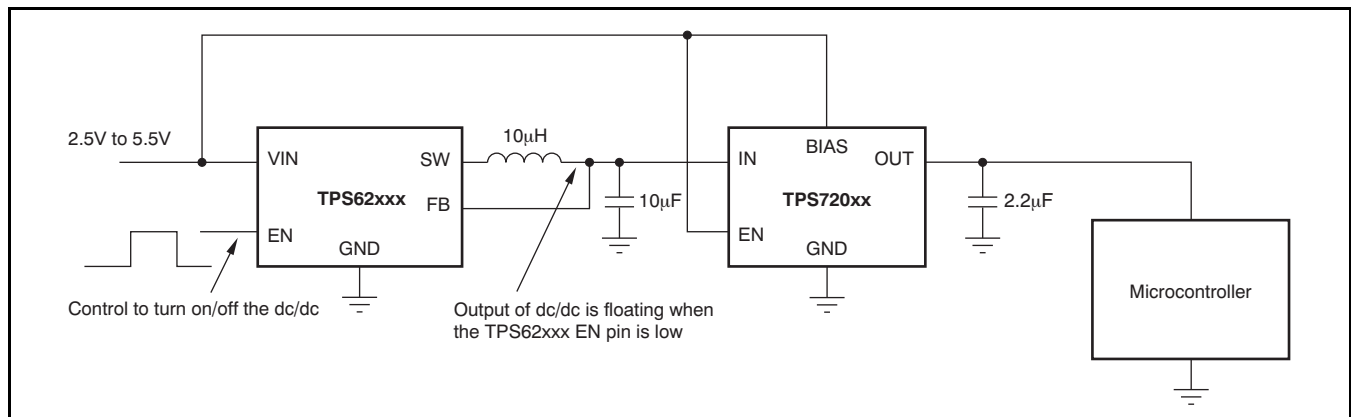 2.5V to 5.5V
VIN
SW
TPS62xxx
FB
EN
GND
Control to turn on/off the dc/dc
10μH
Output of dc/dc is floating when
the TPS62xxx EN pin is low
10μF
IN
BIAS
OUT
TPS720xx
EN
GND
2.2μF
Microcontroller